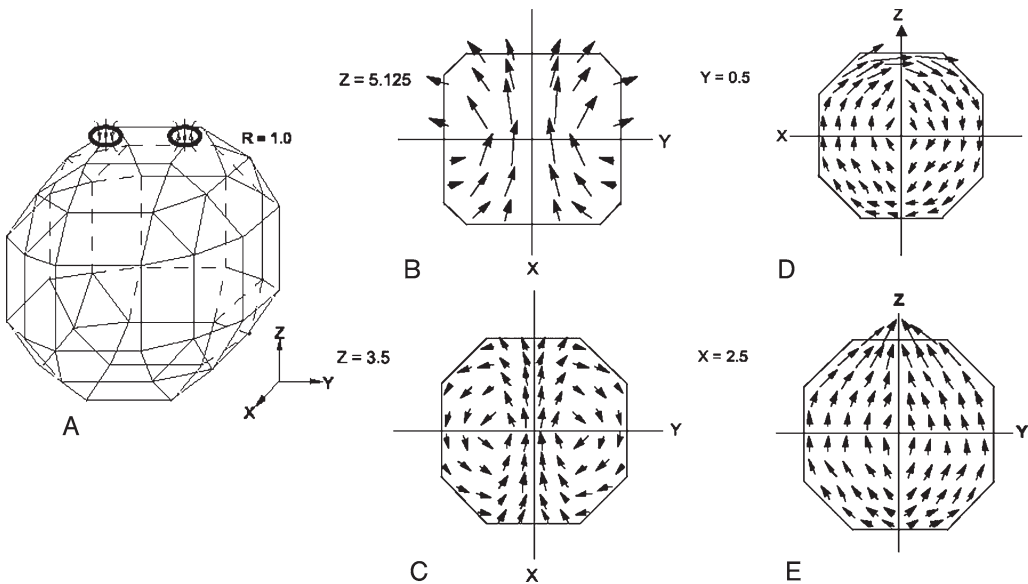 R = 1.0
Z
Y
X
A
Z = 5.125
Y
X
B
Z = 3.5
Y
X
C
Y = 0.5
Z
X
D
X = 2.5
Z
Y
E